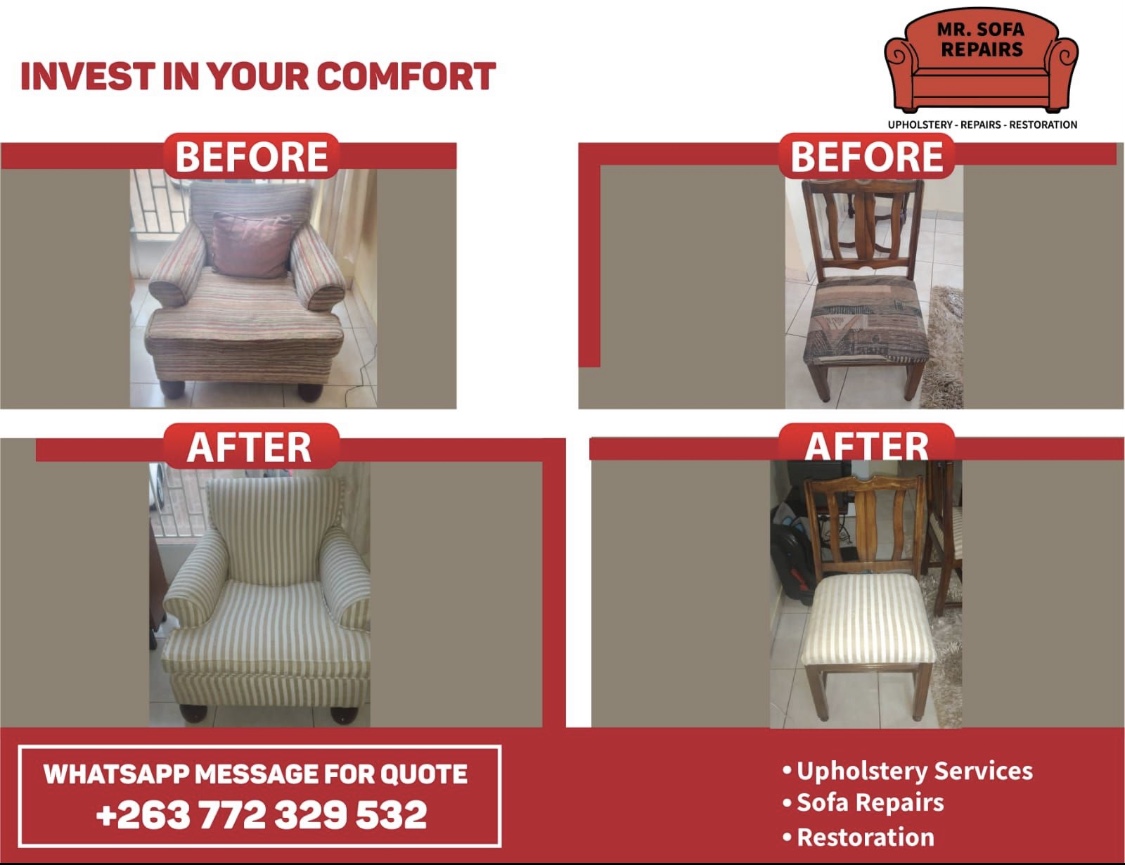 INVEST IN YOUR COMFORT
MR. SOFA
REPAIRS
UPHOLSTERY - REPAIRS - RESTORATION
BEFORE
BEFORE
AFTER
AFTER
WHATSAPP MESSAGE FOR QUOTE
+263 772 329 532
• Upholstery Services
• Sofa Repairs
• Restoration